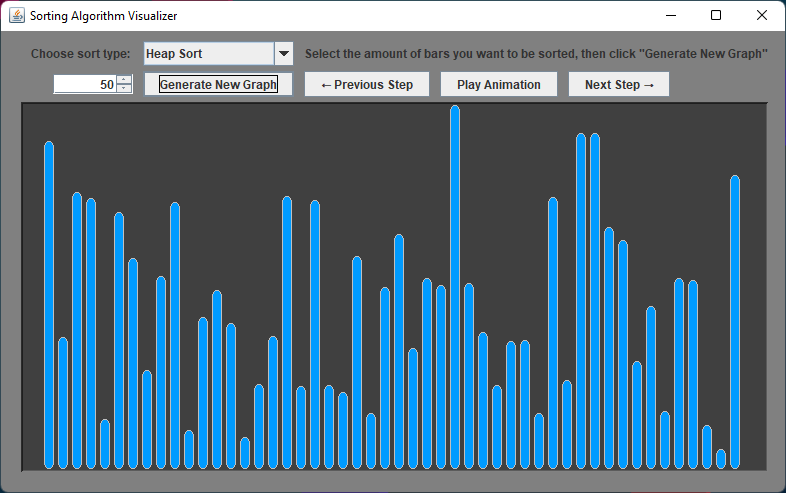 Sorting Algorithm Visualizer
Choose sort type: Heap Sort Select the amount of bars you want to be sorted, then click "Generate New Graph"
50 Generate New Graph ←Previous Step Play Animation Next Step →